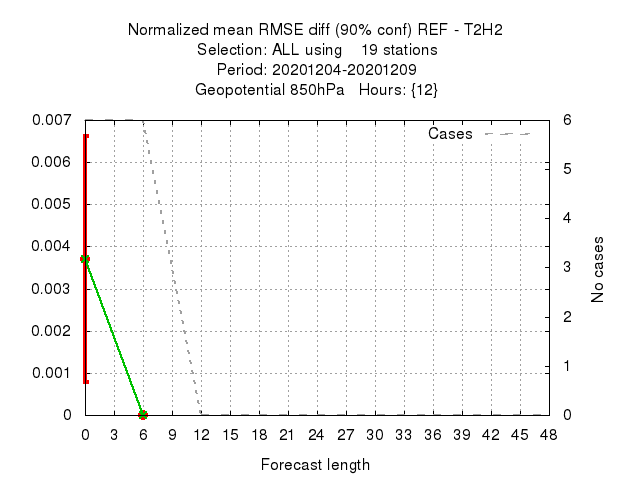 Normalized mean RMSE diff (90% conf) REF - T2H2
Selection: ALL using    19 stations
Period: 20201204-20201209
Geopotential 850hPa   Hours: {12}
0.007
0.006
0.005
0.004
0.003
0.002
0.001
0
Cases
6
5
4
3
2
1
0
No cases
0 3 6 9 12 15 18 21 24 27 30 33 36 39 42 45 48
Forecast length